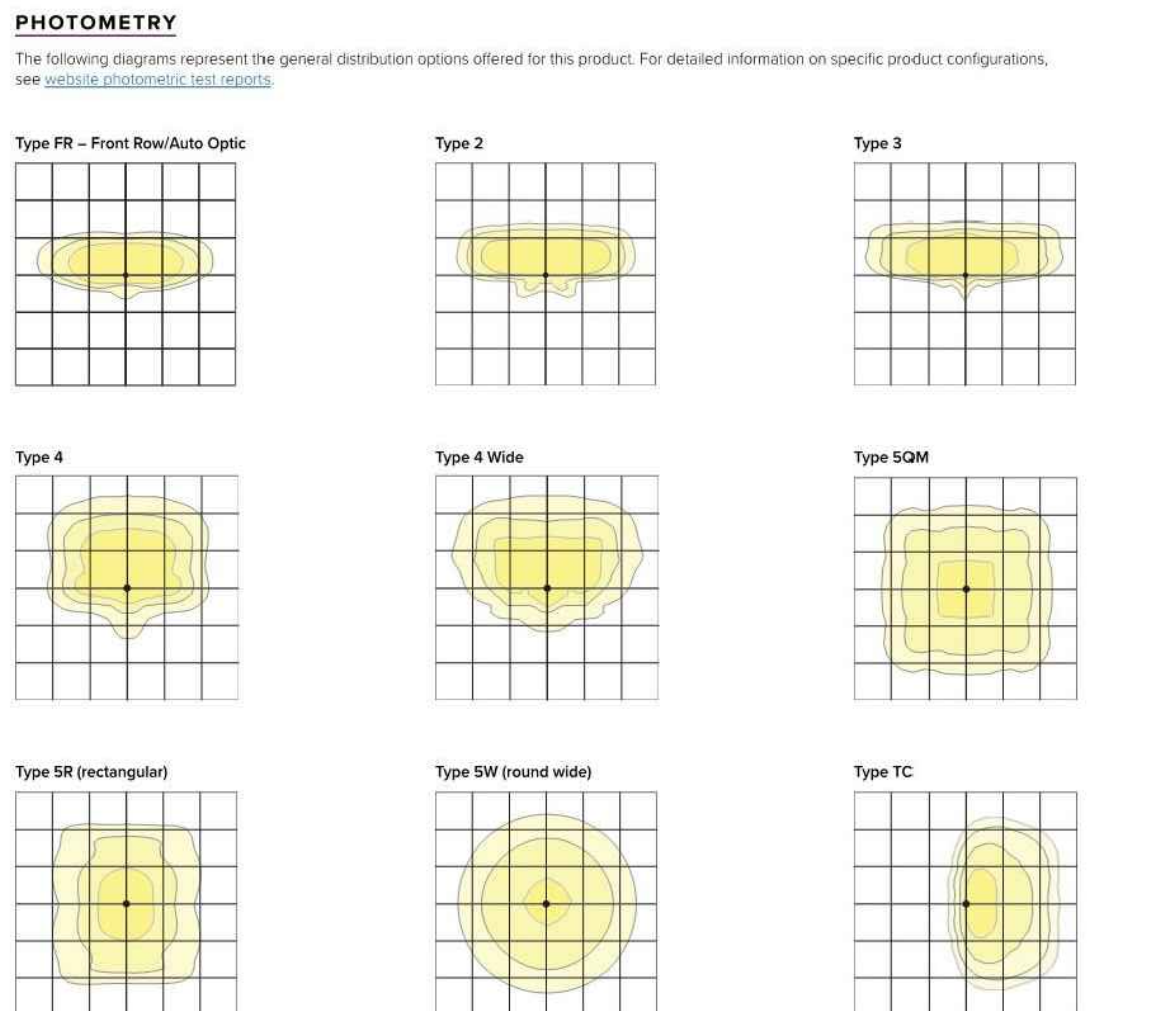 PHOTOMETRY
The following diagrams represent the general distribution options offered for this product. For detailed information on specific product configurations,
see website photometric test reports.
Type FR – Front Row/Auto Optic
Type 2
Type 3
Type 4
Type 4 Wide
Type 5QM
Type 5R (rectangular)
Type 5W (round wide)
Type TC